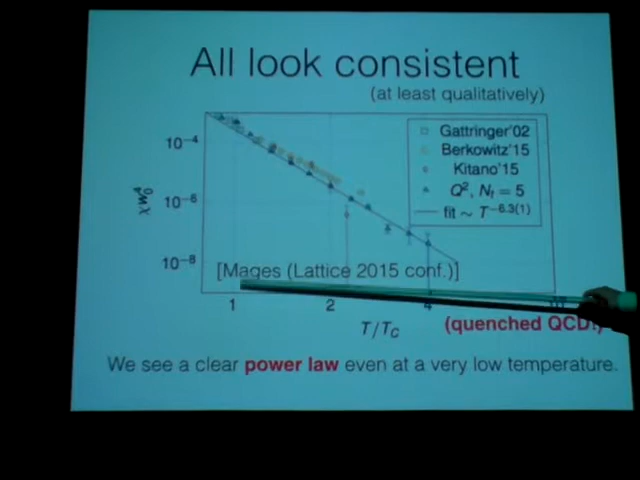 All look consistent
(at least qualitatively)
Gattringer'02
Berkowitz'15
Kitano'15
Q², Nₜ = 5
fit ~ T⁻⁶·³⁽¹⁾
10⁻⁴
10⁻⁶
10⁻⁸
χw₀⁴
[Mages (Lattice 2015 conf.)]
1 2 4
T/T_C
(quenched QCD!)
We see a clear power law even at a very low temperature.